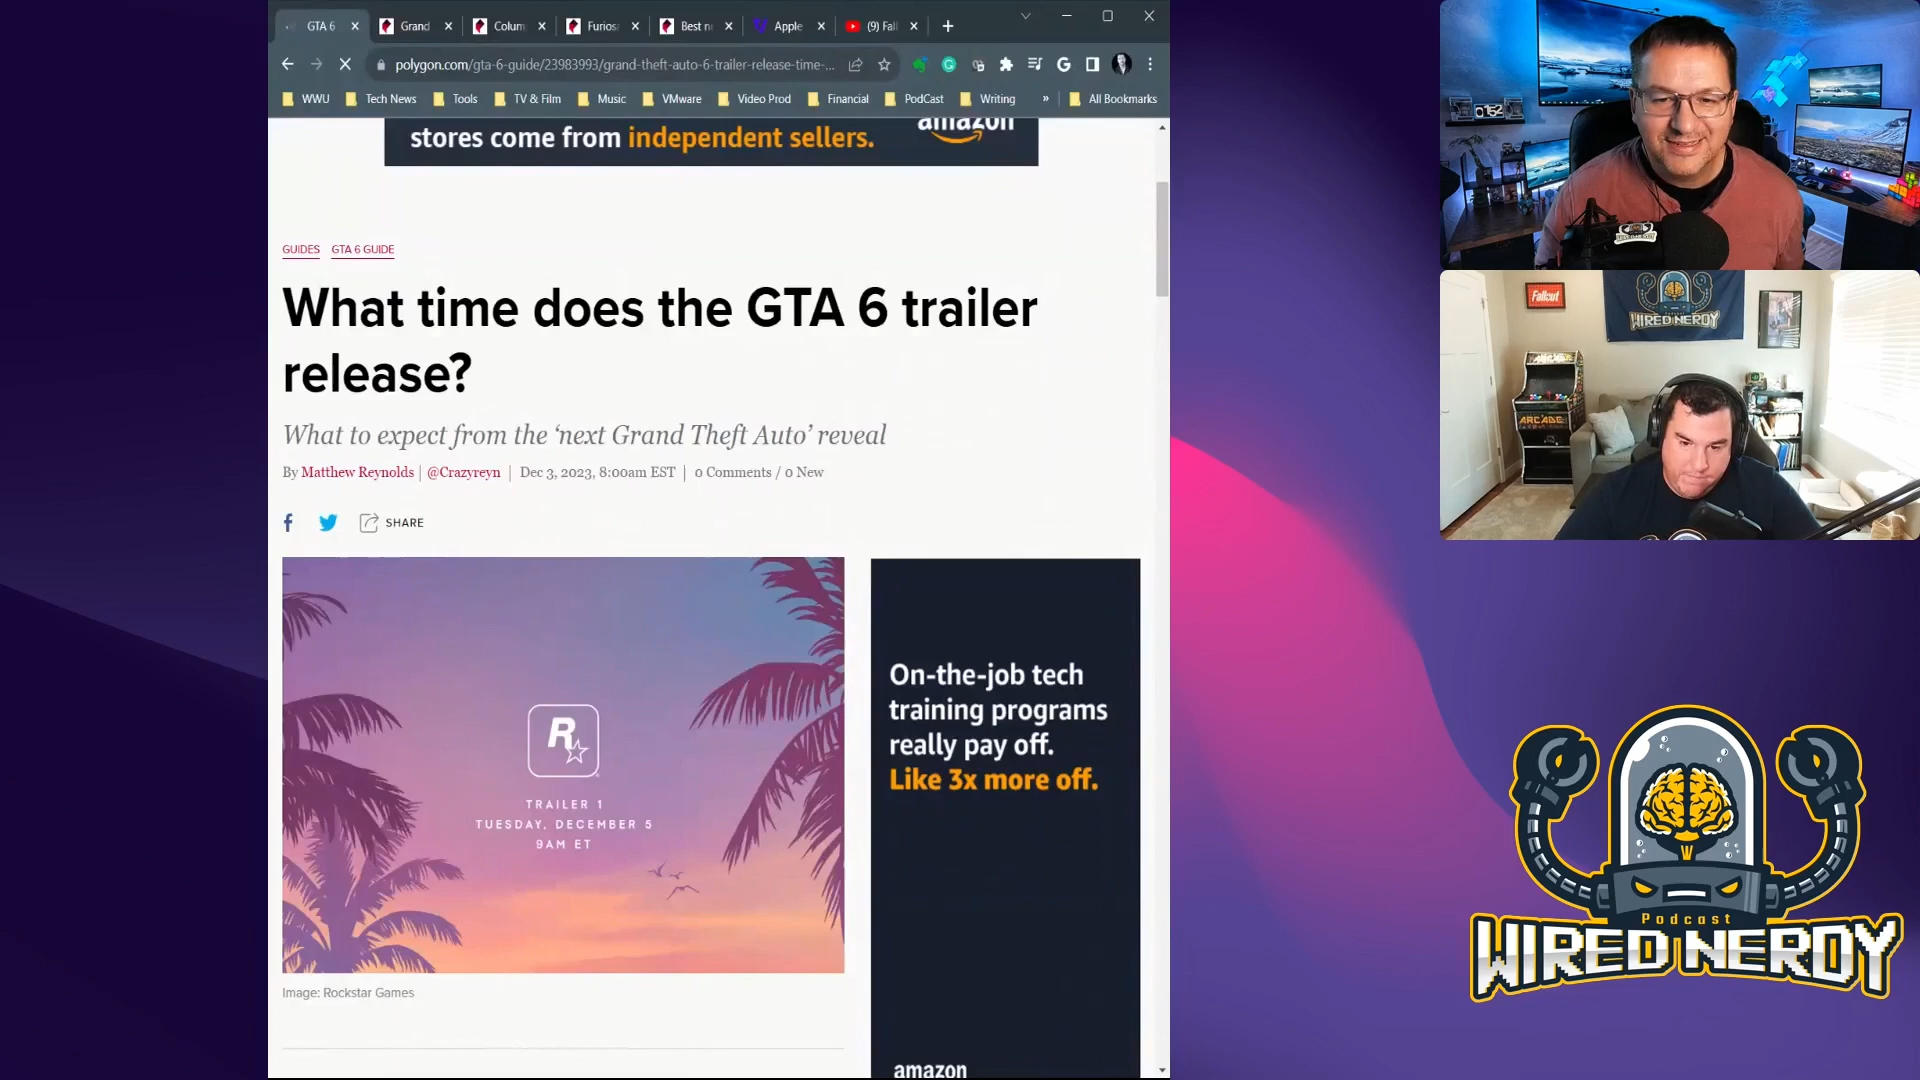 GTA 6
Grand
Colum
Furios
Best n
Apple
(9) Fall
polygon.com/gta-6-guide/23983993/grand-theft-auto-6-trailer-release-time-...
WWU
Tech News
Tools
TV & Film
Music
VMware
Video Prod
Financial
PodCast
Writing
»
All Bookmarks
amazon
stores come from independent sellers.
GUIDES GTA 6 GUIDE
What time does the GTA 6 trailer
release?
What to expect from the ‘next Grand Theft Auto’ reveal
By Matthew Reynolds | @Crazyreyn | Dec 3, 2023, 8:00am EST | 0 Comments / 0 New
SHARE
R
TRAILER 1
TUESDAY, DECEMBER 5
9AM ET
Image: Rockstar Games
On-the-job tech
training programs
really pay off.
Like 3x more off.
amazon
Fallout
WIRED NERDY
ARCADE
Podcast
WIRED NERDY